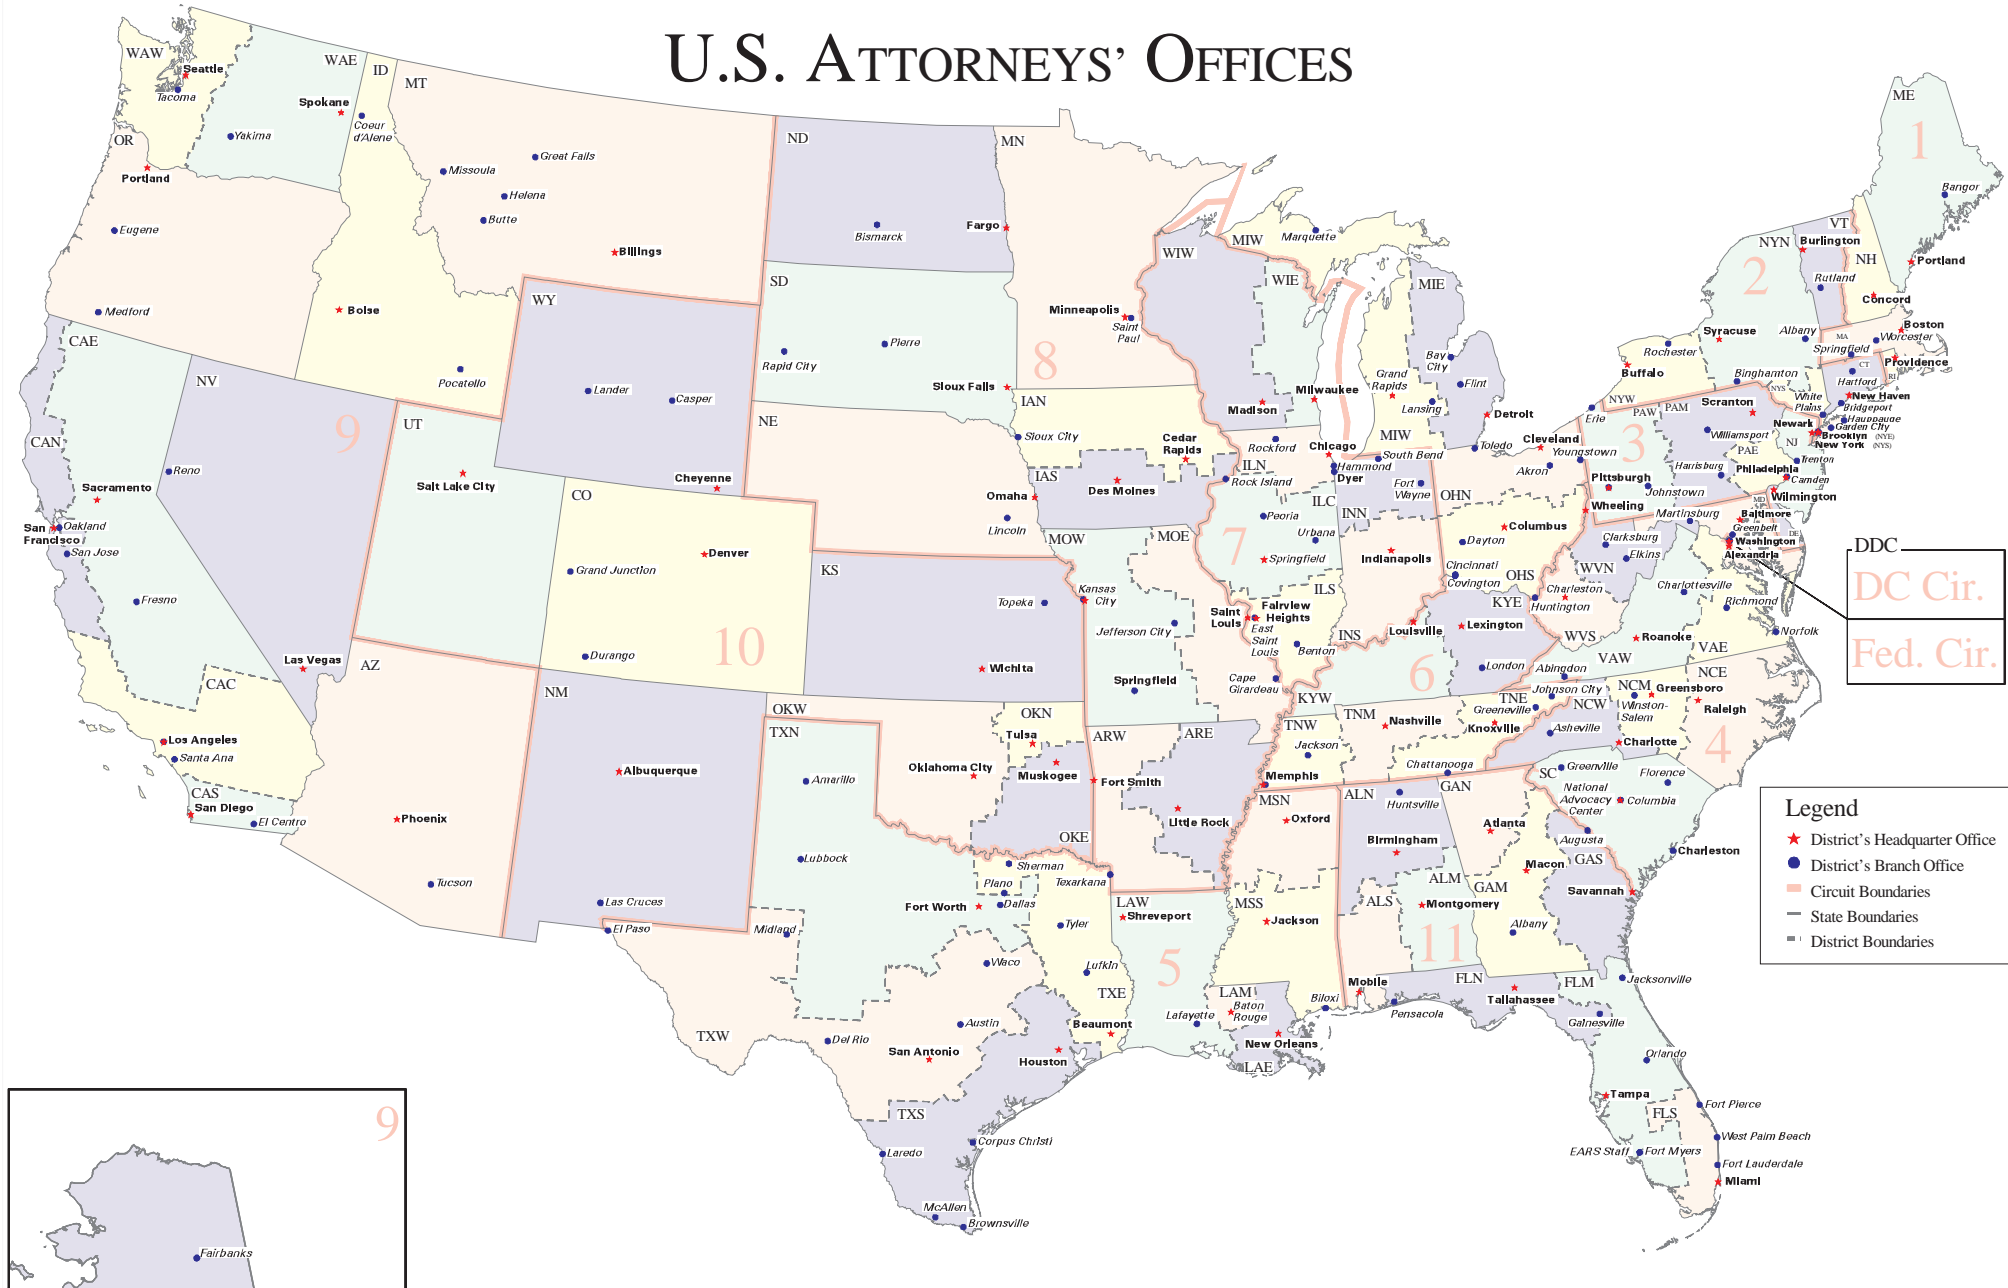 U.S. ATTORNEYS' OFFICES
WAW
Seattle
Tacoma
WAE
Spokane
Yakima
ID
Coeur
d'Alene
MT
Great Falls
Missoula
Helena
Butte
Billings
OR
Portland
Eugene
Medford
Boise
Pocatello
ND
Bismarck
Fargo
MN
Minneapolis
Saint
Paul
8
SD
Rapid City
Pierre
Sioux Falls
WY
Lander
Casper
Cheyenne
NE
Omaha
Lincoln
CAE
CAN
Sacramento
San
Francisco
Oakland
San Jose
Fresno
NV
Reno
Las Vegas
9
UT
Salt Lake City
CO
Denver
Grand Junction
Durango
10
KS
Topeka
Wichita
CAC
Los Angeles
Santa Ana
CAS
San Diego
El Centro
AZ
Phoenix
Tucson
NM
Albuquerque
Las Cruces
OKW
OKN
Tulsa
Oklahoma City
Muskogee
OKE
TXN
Amarillo
Lubbock
Fort Worth
Dallas
Plano
Sherman
Texarkana
El Paso
Midland
Waco
Tyler
Lufkin
TXE
Beaumont
TXW
Del Rio
Austin
San Antonio
Houston
TXS
Corpus Christi
Laredo
McAllen
Brownsville
IAN
Sioux City
Cedar
Rapids
IAS
Des Moines
MOW
MOE
Kansas
City
Jefferson City
Springfield
Saint
Louis
Cape
Girardeau
ARW
ARE
Fort Smith
Little Rock
LAW
Shreveport
5
Lafayette
LAM
Baton
Rouge
New Orleans
LAE
WIW
WIE
Madison
Milwaukee
7
MIW
Marquette
MIE
Bay
City
Flint
Grand
Rapids
Lansing
Detroit
MIW
ILN
Rockford
Chicago
Rock Island
ILC
Peoria
Urbana
7
Springfield
ILS
Fairview
Heights
East
Saint
Louis
Benton
South Bend
Hammond
Dyer
Fort
Wayne
INN
Indianapolis
INS
OHN
Toledo
Cleveland
Youngstown
Akron
Columbus
Dayton
Cincinnati
OHS
Covington
KYE
Louisville
Lexington
London
6
KYW
TNW
Jackson
Memphis
TNM
Nashville
TNE
Greeneville
Knoxville
Johnson City
Chattanooga
MSN
Oxford
MSS
Jackson
Biloxi
ALN
Huntsville
Birmingham
ALM
Montgomery
ALS
Mobile
11
GAN
Atlanta
Macon
GAM
Albany
GAS
Augusta
Savannah
FLN
Pensacola
Tallahassee
Gainesville
FLM
Jacksonville
Orlando
Tampa
FLS
Fort Pierce
West Palm Beach
EARS Staff
Fort Myers
Fort Lauderdale
Miami
SC
Greenville
Florence
National
Advocacy
Center
Columbia
Charleston
NCW
Asheville
Charlotte
NCM
Greensboro
Winston-
Salem
NCE
Raleigh
4
VAW
Abingdon
Roanoke
Charlottesville
VAE
Richmond
Norfolk
Alexandria
WVN
Wheeling
Clarksburg
Elkins
Martinsburg
WVS
Charleston
Huntington
MD
Baltimore
Greenbelt
Washington
DE
Wilmington
PAW
Erie
3
Pittsburgh
Johnstown
PAM
Scranton
Williamsport
Harrisburg
PAE
Philadelphia
NJ
Newark
Trenton
Camden
NYW
Rochester
Buffalo
NYN
2
Syracuse
Albany
Binghamton
NYS
White
Plains
Brooklyn
(NYE)
New York
(NYS)
Hauppauge
Garden City
VT
Burlington
Rutland
NH
Concord
ME
1
Bangor
Portland
MA
Boston
Worcester
Springfield
CT
Hartford
New Haven
Bridgeport
RI
Providence
DDC
DC Cir.
Fed. Cir.
Legend
District's Headquarter Office
District's Branch Office
Circuit Boundaries
State Boundaries
District Boundaries
9
Fairbanks